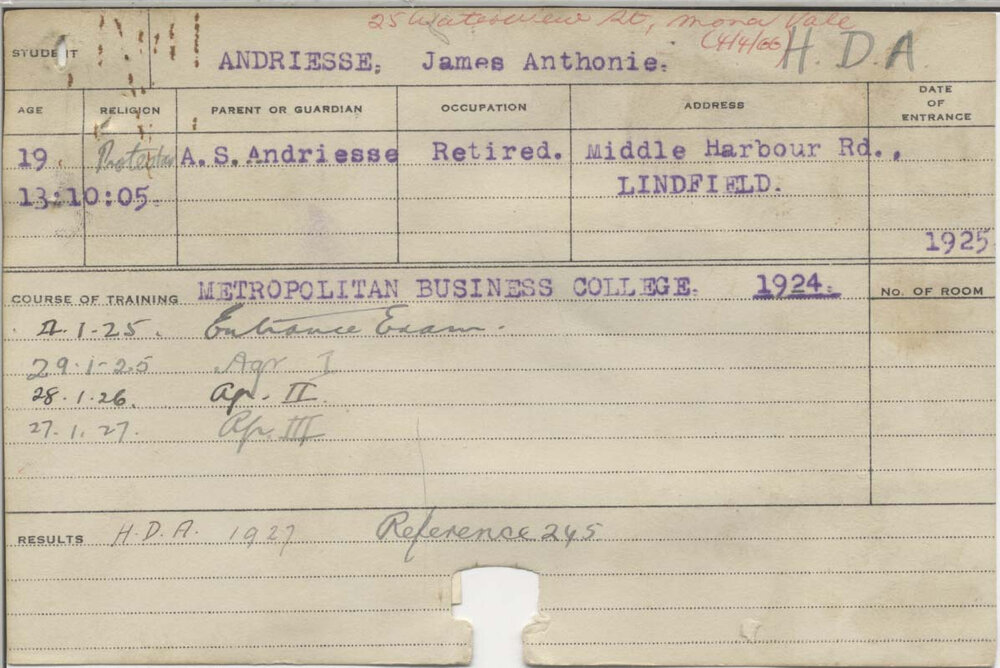 25 Waterview St, Mona Vale
(4/4/66)
H.D.A.
STUDENT ANDRIESSE, James Anthonie.
AGE RELIGION PARENT OR GUARDIAN OCCUPATION ADDRESS DATE OF ENTRANCE
19. A.S.Andriesse Retired. Middle Harbour Rd.,
13:10:05. LINDFIELD.
1925
COURSE OF TRAINING METROPOLITAN BUSINESS COLLEGE. 1924. No. OF ROOM
1-25. Entrance Exam.
29.1-25 Agr I
28.1.26. Ag. II.
27.1.27. Ag. III
RESULTS H.D.A. 1927 Reference 245